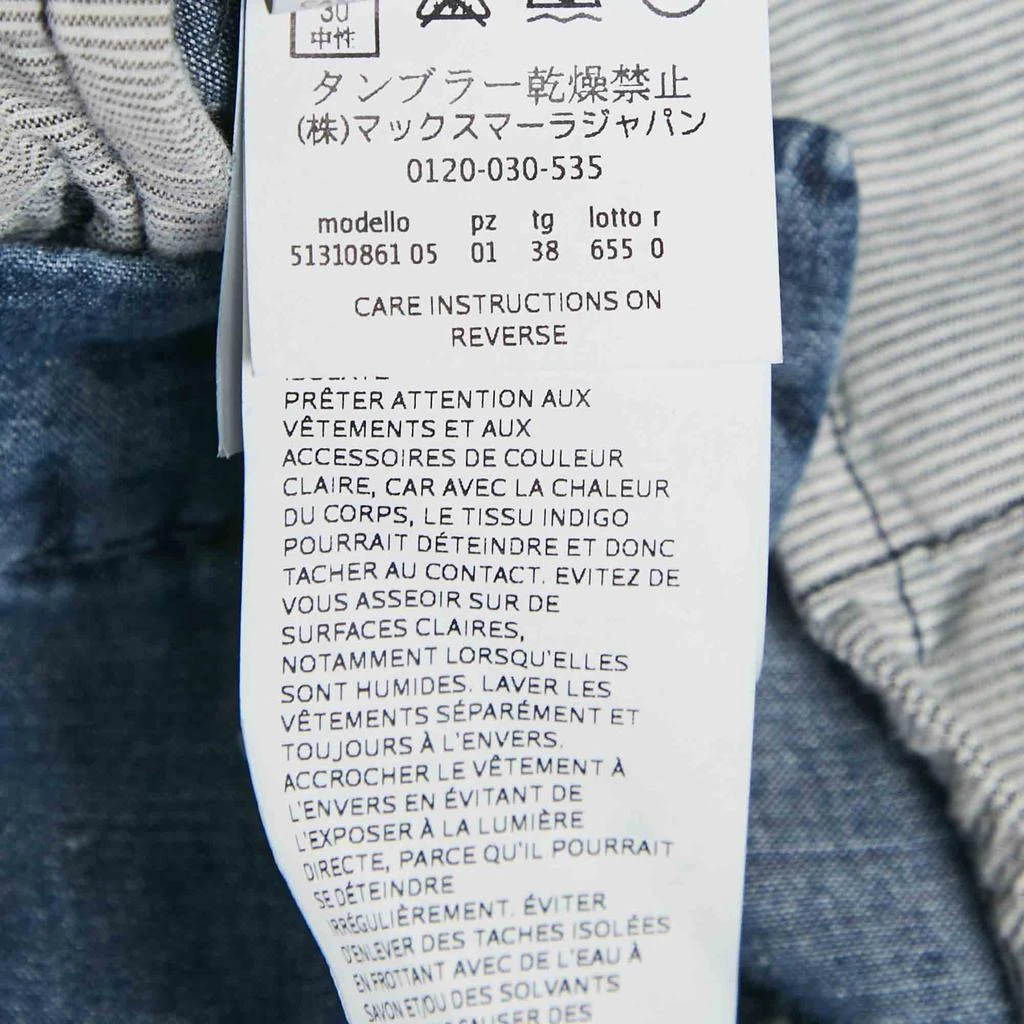 30
中性
タンブラー乾燥禁止
(株)マックスマーラジャパン
0120-030-535
modello pz tg lotto r
51310861 05 01 38 655 0
CARE INSTRUCTIONS ON
REVERSE
PRÊTER ATTENTION AUX
VÊTEMENTS ET AUX
ACCESSOIRES DE COULEUR
CLAIRE, CAR AVEC LA CHALEUR
DU CORPS, LE TISSU INDIGO
POURRAIT DÉTEINDRE ET DONC
TACHER AU CONTACT. EVITEZ DE
VOUS ASSEOIR SUR DE
SURFACES CLAIRES,
NOTAMMENT LORSQU'ELLES
SONT HUMIDES. LAVER LES
VÊTEMENTS SÉPARÉMENT ET
TOUJOURS À L'ENVERS.
ACCROCHER LE VÊTEMENT À
L'ENVERS EN ÉVITANT DE
L'EXPOSER À LA LUMIÈRE
DIRECTE, PARCE QU'IL POURRAIT
SE DÉTEINDRE
IRRÉGULIÈREMENT. ÉVITER
D'ENLEVER DES TACHES ISOLÉES
EN FROTTANT AVEC DE L'EAU À
SAVON ET/OU DES SOLVANTS
DES